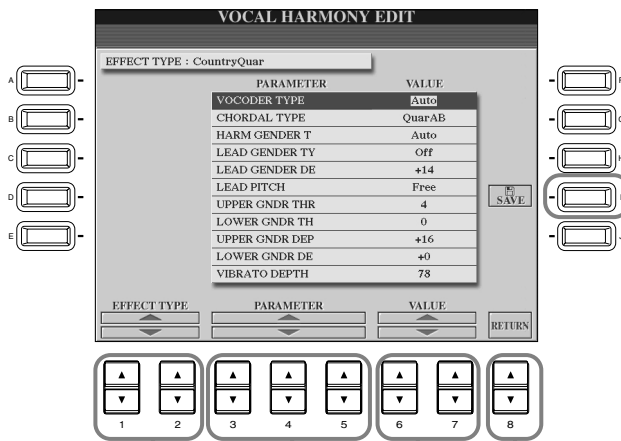 VOCAL HARMONY EDIT
EFFECT TYPE : CountryQuar
PARAMETER VALUE
VOCODER TYPE Auto
CHORDAL TYPE QuarAB
HARM GENDER T Auto
LEAD GENDER TY Off
LEAD GENDER DE +14
LEAD PITCH Free
UPPER GNDR THR 4
LOWER GNDR TH 0
UPPER GNDR DEP +16
LOWER GNDR DE +0
VIBRATO DEPTH 78
A
B
C
D
E
SAVE
EFFECT TYPE PARAMETER VALUE
RETURN
1 2 3 4 5 6 7 8